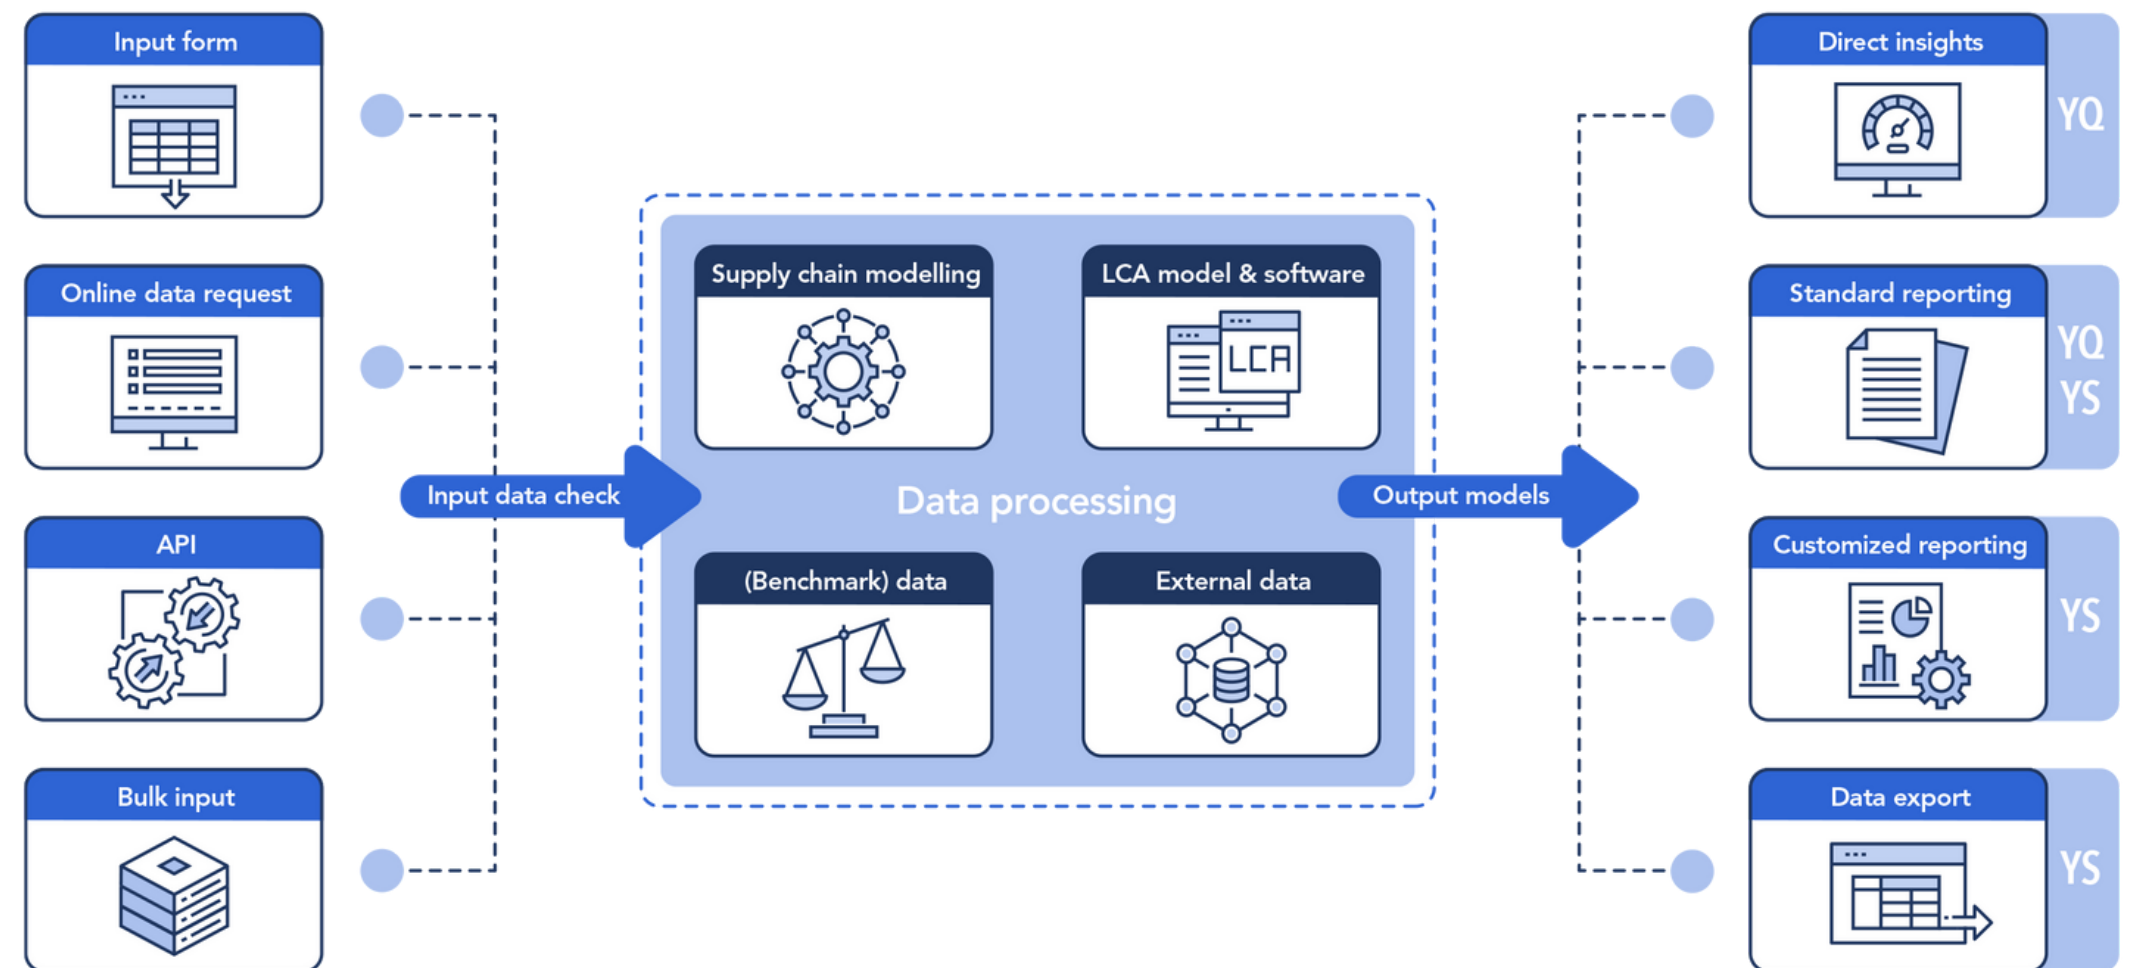 Input form
Online data request
API
Bulk input
Input data check
Supply chain modelling
LCA model & software
LCA
Data processing
(Benchmark) data
External data
Output models
Direct insights
YQ
Standard reporting
YQ
YS
Customized reporting
YS
Data export
YS